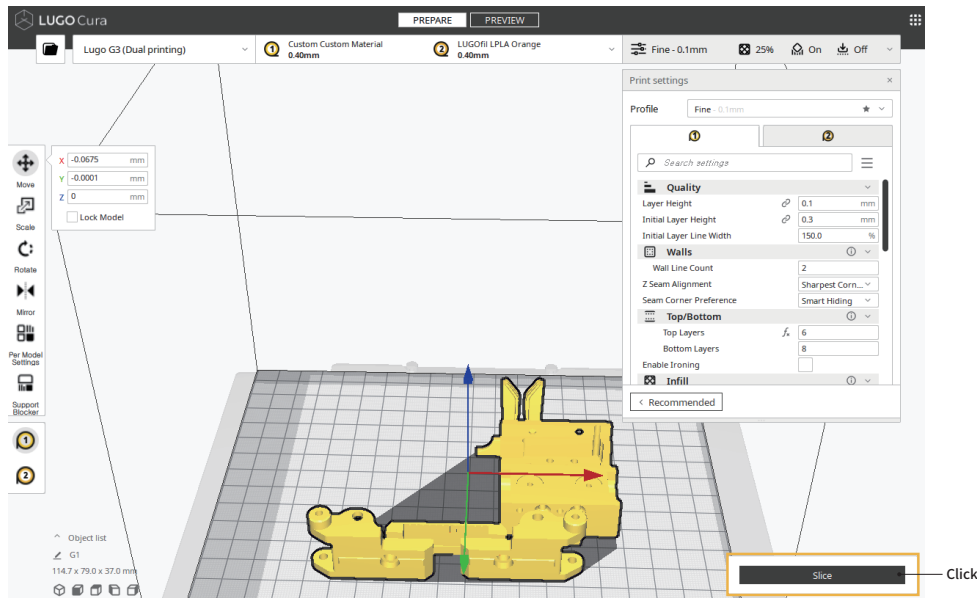 LUGO Cura
PREPARE
PREVIEW
Lugo G3 (Dual printing)
1
Custom Custom Material
0.40mm
2
LUGOfil LPLA Orange
0.40mm
Fine - 0.1mm
25%
On
Off
Print settings
×
Profile
Fine - 0.1mm
1
2
Search settings
Quality
Layer Height
0.1 mm
Initial Layer Height
0.3 mm
Initial Layer Line Width
150.0 %
Walls
Wall Line Count
2
Z Seam Alignment
Sharpest Corn...
Seam Corner Preference
Smart Hiding
Top/Bottom
Top Layers
fx 6
Bottom Layers
8
Enable Ironing
Infill
< Recommended
Move
X -0.0675 mm
Y -0.0001 mm
Z 0 mm
Lock Model
Scale
Rotate
Mirror
Per Model
Settings
Support
Blocker
1
2
Object list
G1
114.7 x 79.0 x 37.0 mm
Slice
Click